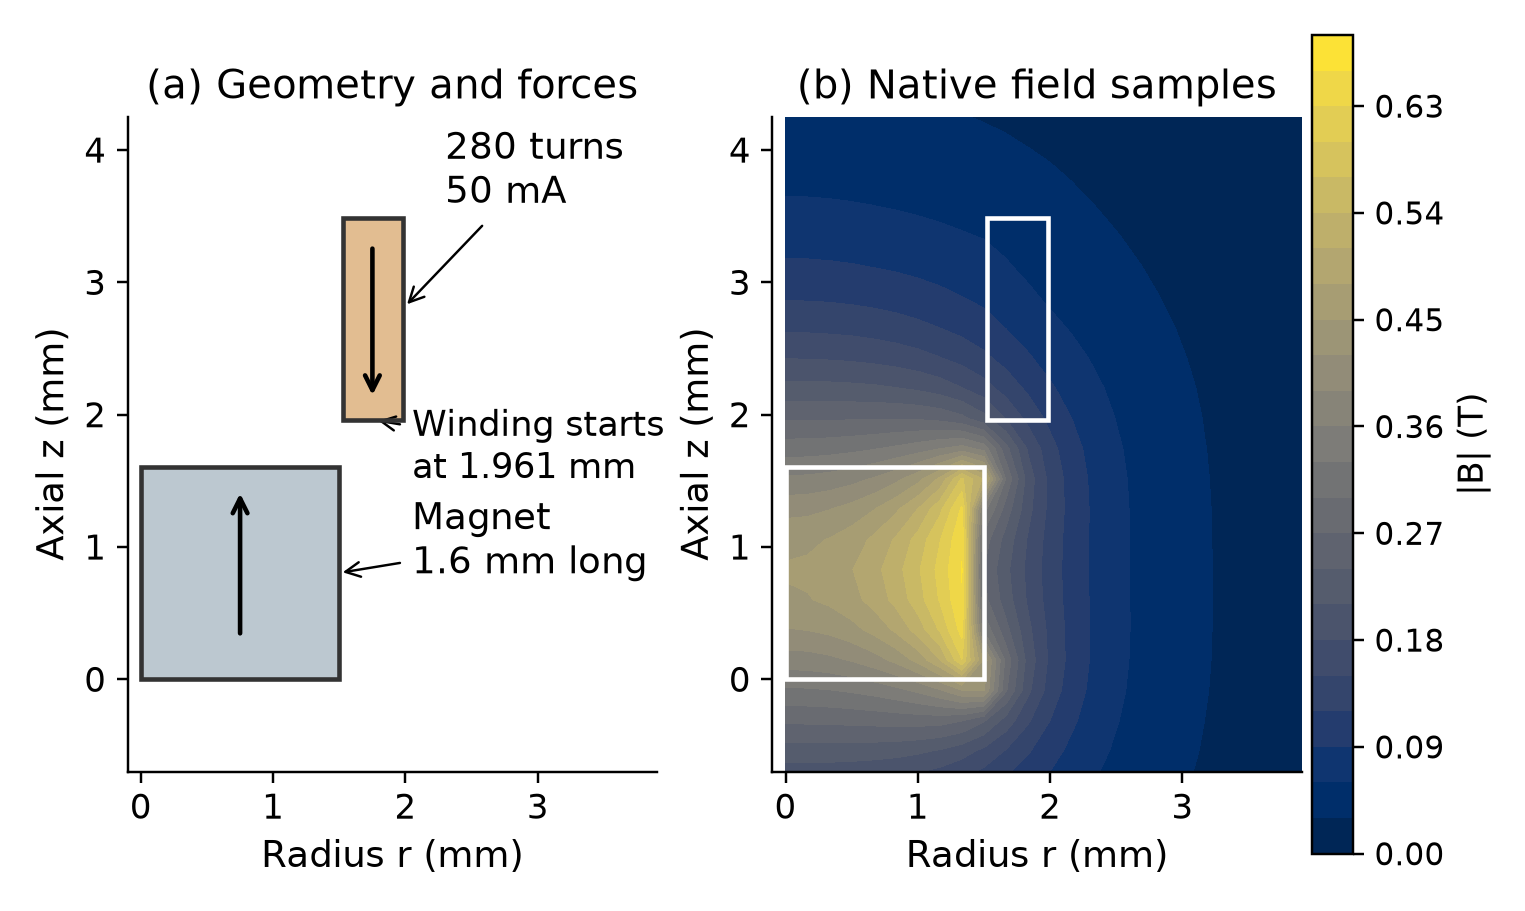 (a) Geometry and forces
280 turns
50 mA
Winding starts
at 1.961 mm
Magnet
1.6 mm long
4
3
2
1
0
Axial z (mm)
0
1
2
3
Radius r (mm)
(b) Native field samples
4
3
2
1
0
Axial z (mm)
0
1
2
3
Radius r (mm)
0.63
0.54
0.45
0.36
0.27
0.18
0.09
0.00
|B| (T)